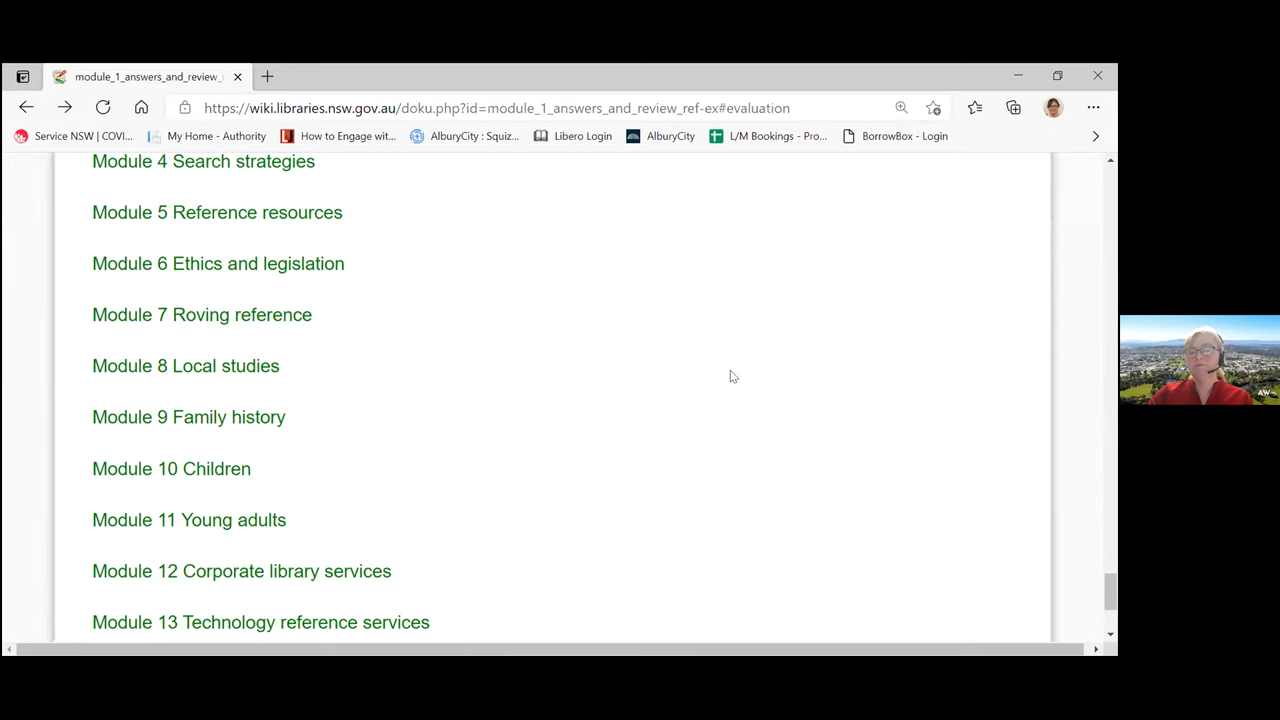 module_1_answers_and_review_
https://wiki.libraries.nsw.gov.au/doku.php?id=module_1_answers_and_review_ref-ex#evaluation
Service NSW | COVI...
My Home - Authority
How to Engage wit...
AlburyCity : Squiz...
Libero Login
AlburyCity
L/M Bookings - Pro...
BorrowBox - Login
Module 4 Search strategies
Module 5 Reference resources
Module 6 Ethics and legislation
Module 7 Roving reference
Module 8 Local studies
Module 9 Family history
Module 10 Children
Module 11 Young adults
Module 12 Corporate library services
Module 13 Technology reference services
AW